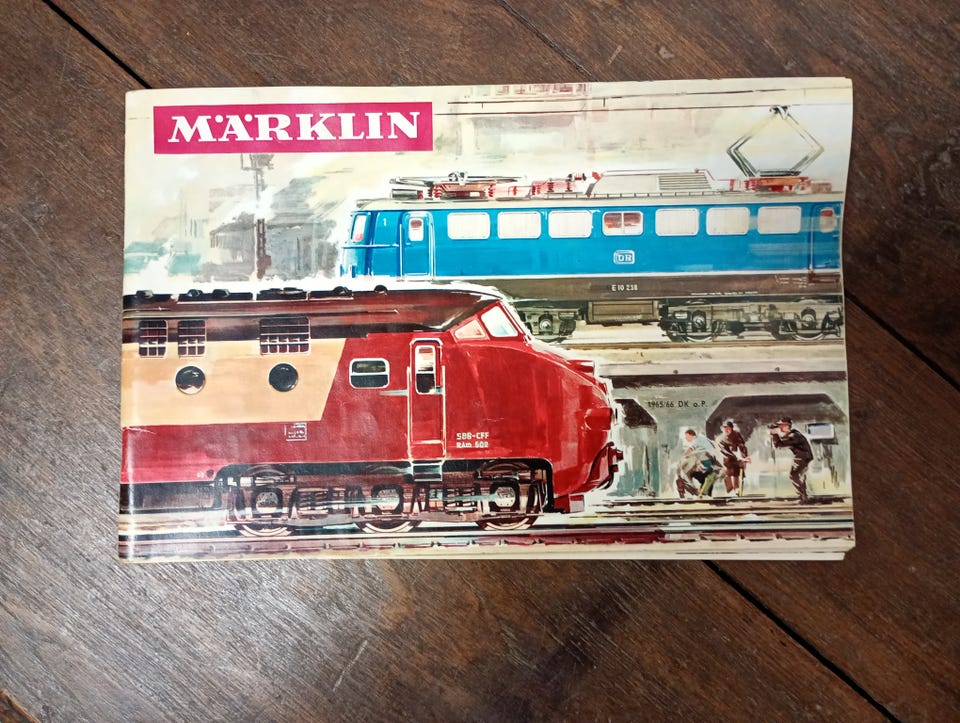 MÄRKLIN
DB
E 10 238
1965/66 DK o.P.
SBB-CFF
RAm 502